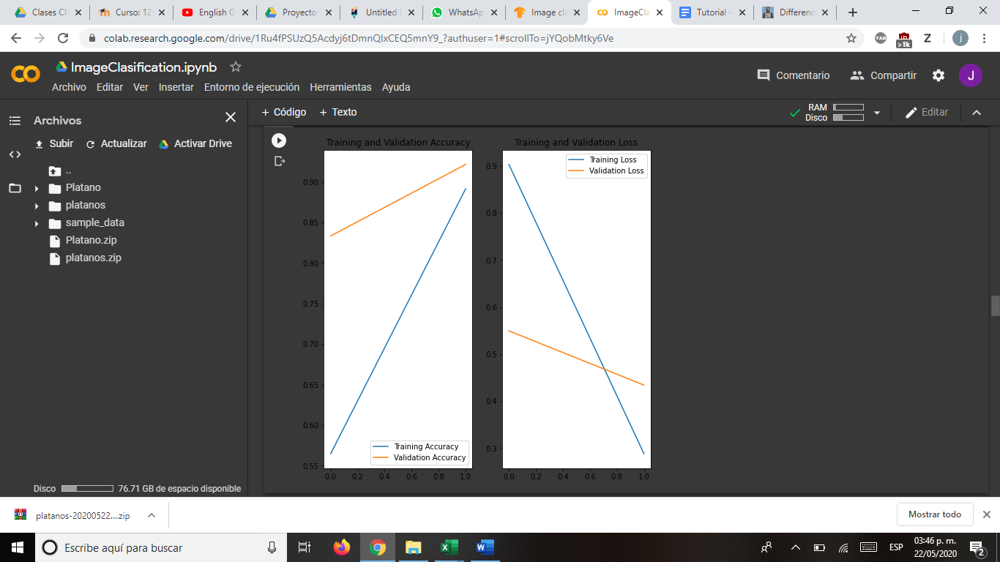 Clases CN
Curso: 12
English G
Proyecto
Untitled D
WhatsAp
Image cla
ImageCla
Tutorial -
Differenc
colab.research.google.com/drive/1Ru4fPSUzQ5Acdyj6tDmnQIxCEQ5mnY9_?authuser=1#scrollTo=jYQobMtky6Ve
YAB
>1k
Z
j
ImageClasification.ipynb
Comentario
Compartir
J
Archivo Editar Ver Insertar Entorno de ejecución Herramientas Ayuda
Archivos
+ Código + Texto
RAM
Disco
Editar
Subir Actualizar Activar Drive
..
Platano
platanos
sample_data
Platano.zip
platanos.zip
Training and Validation Accuracy
0.90
0.85
0.80
0.75
0.70
0.65
0.60
0.55
Training Accuracy
Validation Accuracy
0.0 0.2 0.4 0.6 0.8 1.0
Training and Validation Loss
Training Loss
Validation Loss
0.9
0.8
0.7
0.6
0.5
0.4
0.3
0.0 0.2 0.4 0.6 0.8 1.0
Disco 76.71 GB de espacio disponible
platanos-20200522....zip
Mostrar todo
Escribe aquí para buscar
ESP
03:46 p. m.
22/05/2020
2